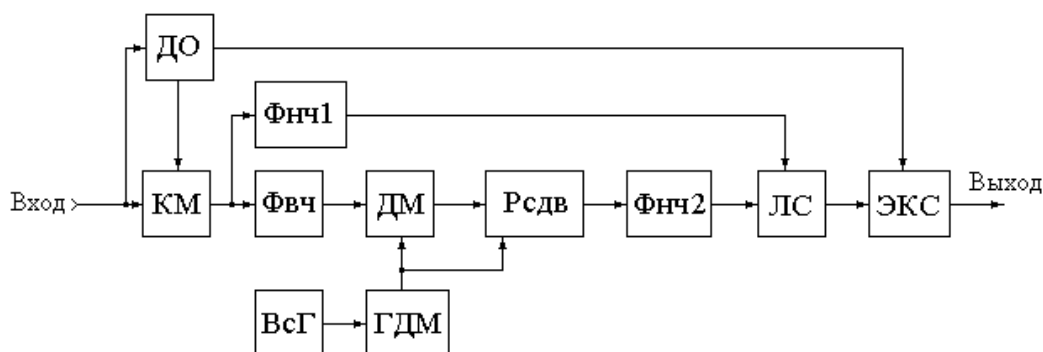 ДО
Фнч1
Вход
КМ
Фвч
ДМ
Рсдв
Фнч2
ЛС
ЭКС
Выход
ВсГ
ГДМ